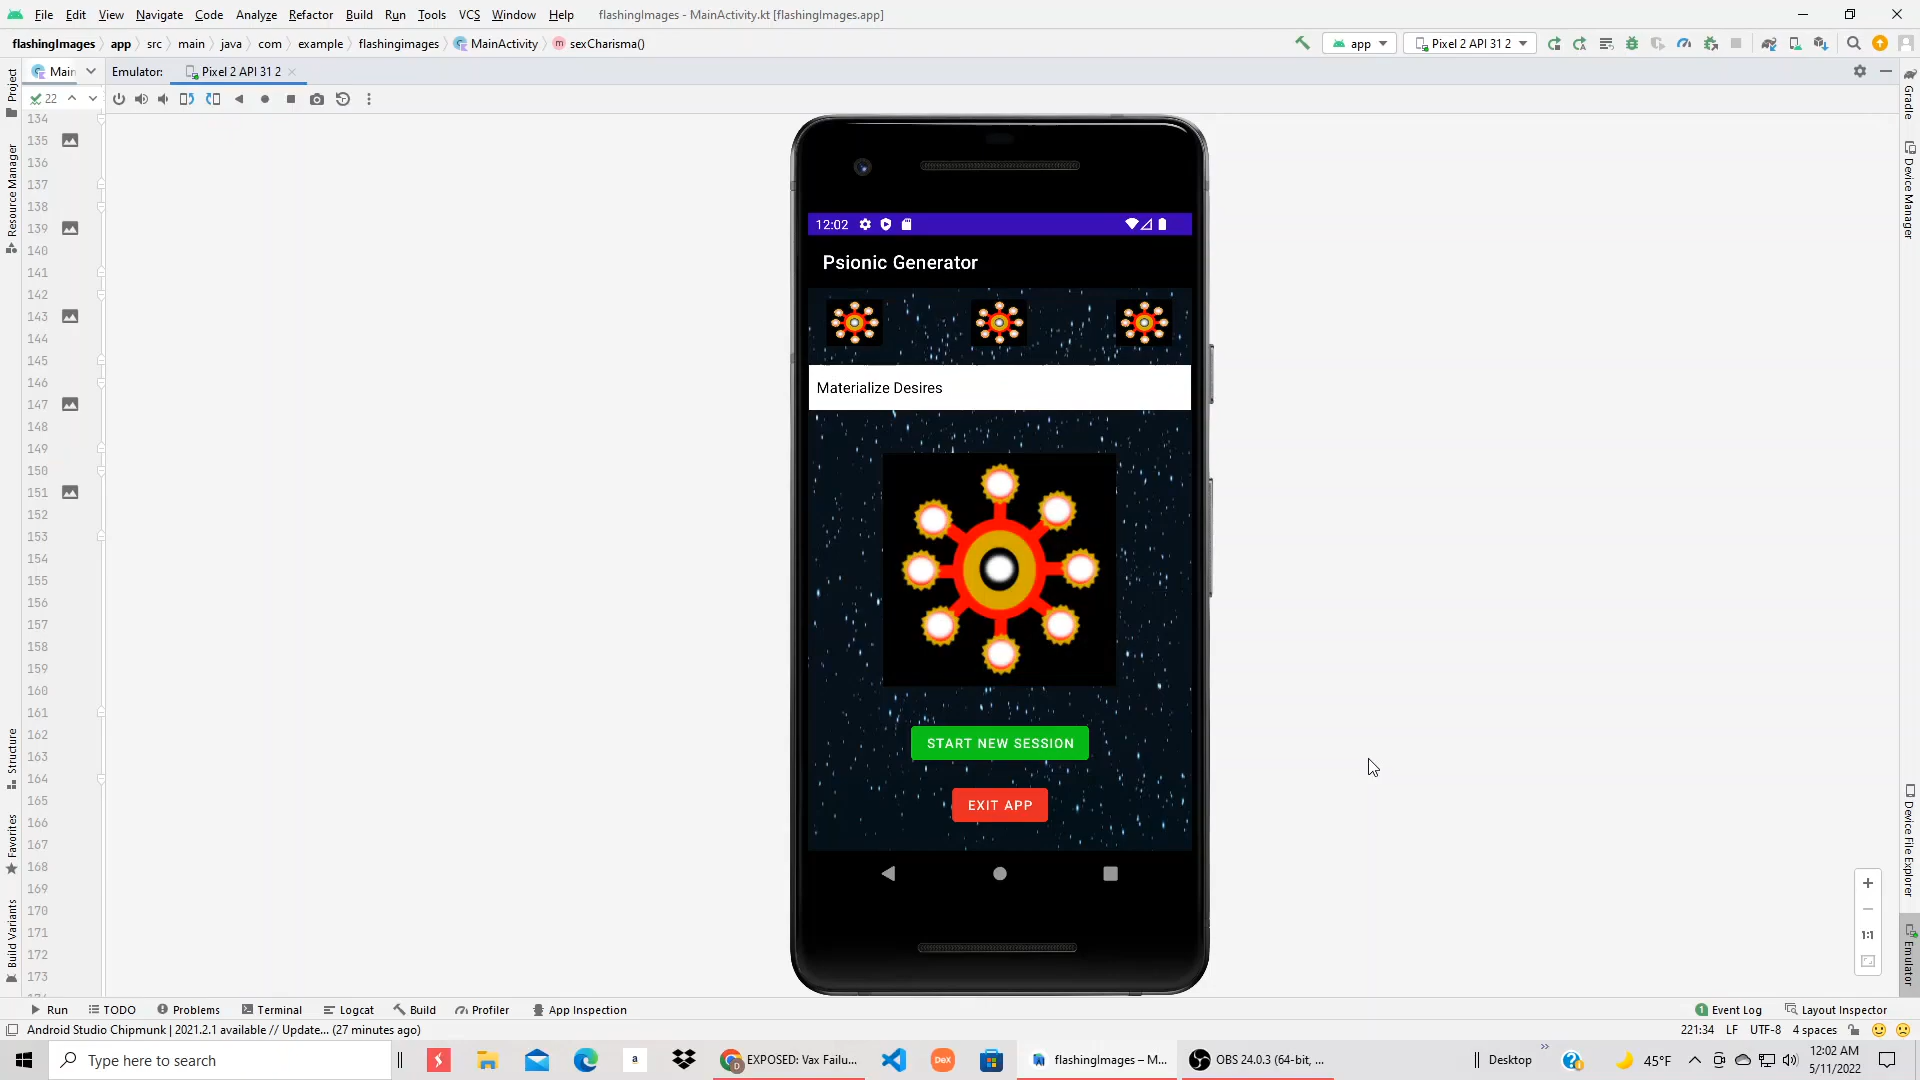 File Edit View Navigate Code Analyze Refactor Build Run Tools VCS Window Help flashingImages - MainActivity.kt [flashingImages.app]
flashingImages app src main java com example flashingimages MainActivity sexCharisma() app Pixel 2 API 31 2
Main Emulator: Pixel 2 API 31 2
22
134
135
136
137
138
139
140
141
142
143
144
145
146
147
148
149
150
151
152
153
154
155
156
157
158
159
160
161
162
163
164
165
166
167
168
169
170
171
172
173
Project
Resource Manager
Structure
Favorites
Build Variants
12:02
Psionic Generator
Materialize Desires
START NEW SESSION
EXIT APP
Gradle
Device Manager
Device File Explorer
Emulator
1:1
Run TODO Problems Terminal Logcat Build Profiler App Inspection 1 Event Log Layout Inspector
Android Studio Chipmunk | 2021.2.1 available // Update... (27 minutes ago) 221:34 LF UTF-8 4 spaces
Type here to search a EXPOSED: Vax Failu... DeX flashingImages – M... OBS 24.0.3 (64-bit, ... Desktop 45°F 12:02 AM
5/11/2022